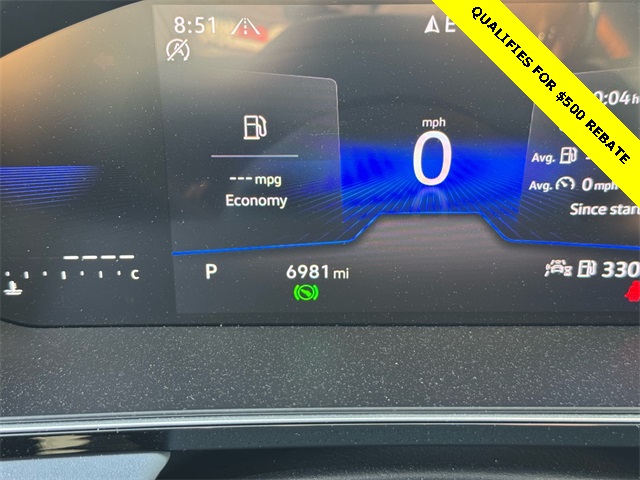 8:51
E
QUALIFIES FOR $500 REBATE
mph
0
:04 h
--- mpg
Economy
Avg.
Avg. 0 mph
Since start
C
P
6981 mi
330